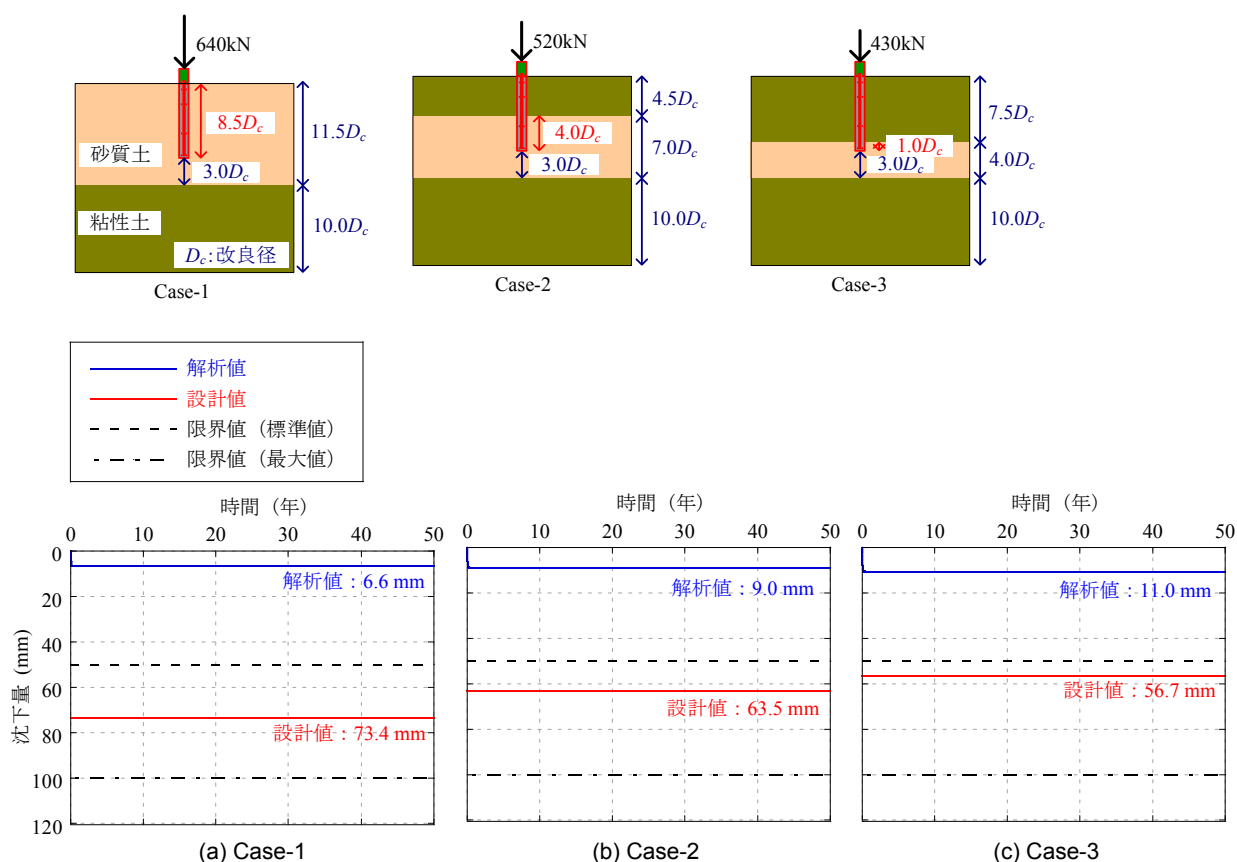 640kN
8.5Dc
11.5Dc
砂質土
3.0Dc
粘性土
10.0Dc
Dc:改良径
Case-1
520kN
4.5Dc
4.0Dc
7.0Dc
3.0Dc
10.0Dc
Case-2
430kN
7.5Dc
1.0Dc
3.0Dc
4.0Dc
10.0Dc
Case-3
解析値
設計値
限界値（標準値）
限界値（最大値）
時間（年）
0 10 20 30 40 50
沈下量 (mm)
0
20
40
60
80
100
120
解析値：6.6 mm
設計値：73.4 mm
(a) Case-1
時間（年）
0 10 20 30 40 50
解析値：9.0 mm
設計値：63.5 mm
(b) Case-2
時間（年）
0 10 20 30 40 50
解析値：11.0 mm
設計値：56.7 mm
(c) Case-3